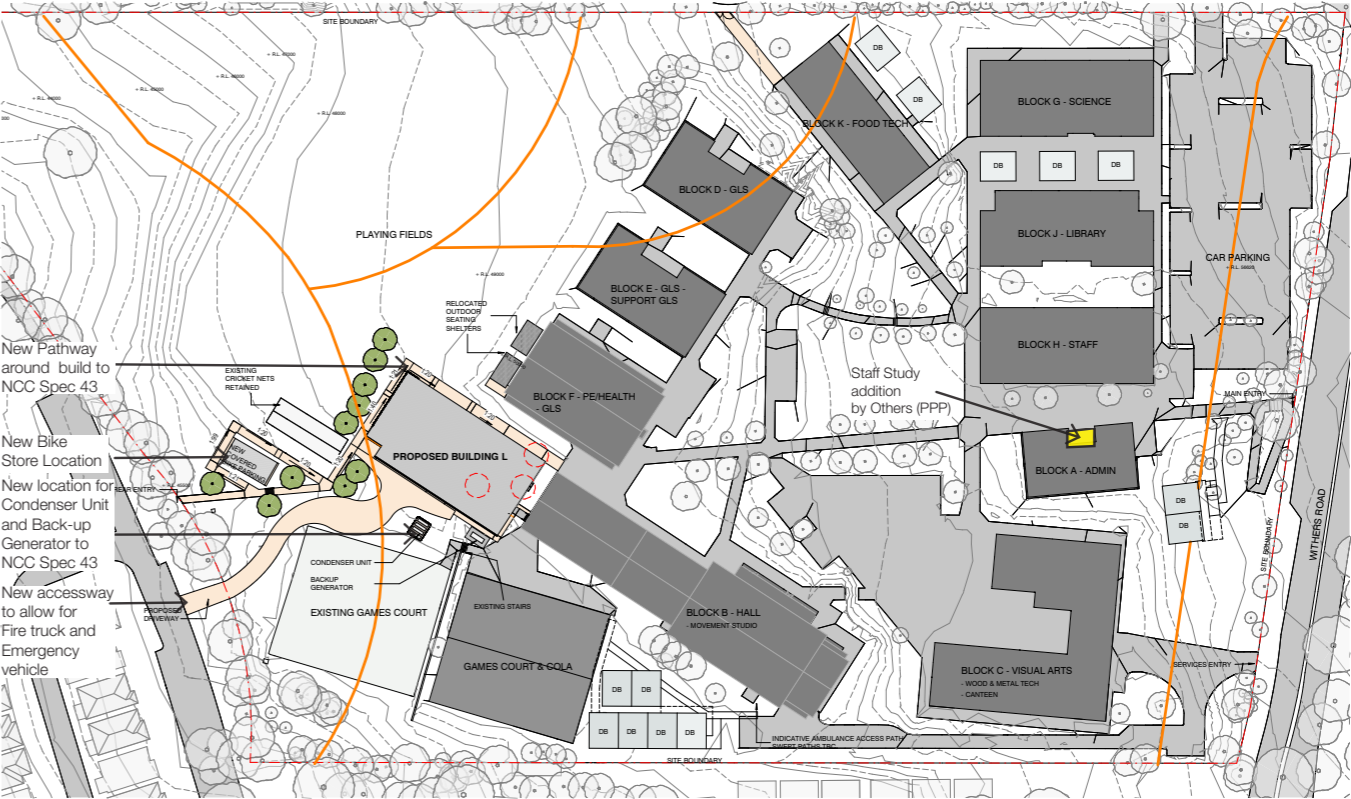 SITE BOUNDARY
PLAYING FIELDS
BLOCK K - FOOD TECH
DB
DB
BLOCK G - SCIENCE
DB
DB
DB
BLOCK D - GLS
BLOCK J - LIBRARY
CAR PARKING
BLOCK E - GLS -
SUPPORT GLS
RELOCATED
OUTDOOR
SEATING
SHELTERS
BLOCK H - STAFF
New Pathway
around build to
NCC Spec 43
EXISTING
CRICKET NETS
RETAINED
BLOCK F - PE/HEALTH
- GLS
Staff Study
addition
by Others (PPP)
MAIN ENTRY
New Bike
Store Location
PROPOSED BUILDING L
BLOCK A - ADMIN
New location for
Condenser Unit
and Back-up
Generator to
NCC Spec 43
DB
DB
WITHERS ROAD
SITE BOUNDARY
CONDENSER UNIT
BACKUP
GENERATOR
EXISTING STAIRS
New accessway
to allow for
Fire truck and
Emergency
vehicle
PROPOSED
DRIVEWAY
EXISTING GAMES COURT
BLOCK B - HALL
- MOVEMENT STUDIO
GAMES COURT & COLA
SERVICES ENTRY
BLOCK C - VISUAL ARTS
- WOOD & METAL TECH
- CANTEEN
DB
DB
DB
DB
DB
DB
INDICATIVE AMBULANCE ACCESS PATH
SWEPT PATHS TBC
SITE BOUNDARY